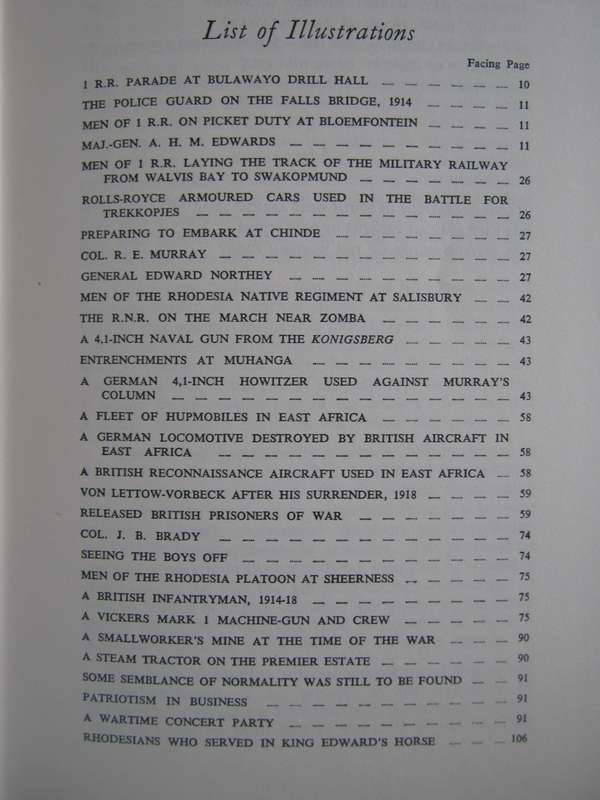 List of Illustrations
Facing Page
1 R.R. PARADE AT BULAWAYO DRILL HALL 10
THE POLICE GUARD ON THE FALLS BRIDGE, 1914 11
MEN OF 1 R.R. ON PICKET DUTY AT BLOEMFONTEIN 11
MAJ.-GEN. A. H. M. EDWARDS 11
MEN OF 1 R.R. LAYING THE TRACK OF THE MILITARY RAILWAY
FROM WALVIS BAY TO SWAKOPMUND 26
ROLLS-ROYCE ARMOURED CARS USED IN THE BATTLE FOR
TREKKOPJES 26
PREPARING TO EMBARK AT CHINDE 27
COL. R. E. MURRAY 27
GENERAL EDWARD NORTHEY 27
MEN OF THE RHODESIA NATIVE REGIMENT AT SALISBURY 42
THE R.N.R. ON THE MARCH NEAR ZOMBA 42
A 4,1-INCH NAVAL GUN FROM THE KONIGSBERG 43
ENTRENCHMENTS AT MUHANGA 43
A GERMAN 4,1-INCH HOWITZER USED AGAINST MURRAY'S
COLUMN 43
A FLEET OF HUPMOBILES IN EAST AFRICA 58
A GERMAN LOCOMOTIVE DESTROYED BY BRITISH AIRCRAFT IN
EAST AFRICA 58
A BRITISH RECONNAISSANCE AIRCRAFT USED IN EAST AFRICA 58
VON LETTOW-VORBECK AFTER HIS SURRENDER, 1918 59
RELEASED BRITISH PRISONERS OF WAR 59
COL. J. B. BRADY 74
SEEING THE BOYS OFF 74
MEN OF THE RHODESIA PLATOON AT SHEERNESS 75
A BRITISH INFANTRYMAN, 1914-18 75
A VICKERS MARK 1 MACHINE-GUN AND CREW 75
A SMALLWORKER'S MINE AT THE TIME OF THE WAR 90
A STEAM TRACTOR ON THE PREMIER ESTATE 90
SOME SEMBLANCE OF NORMALITY WAS STILL TO BE FOUND 91
PATRIOTISM IN BUSINESS 91
A WARTIME CONCERT PARTY 91
RHODESIANS WHO SERVED IN KING EDWARD'S HORSE 106